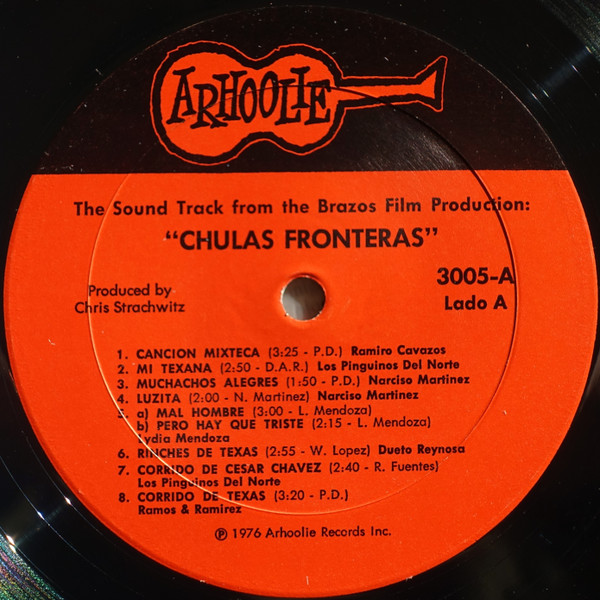 ARHOOLIE
The Sound Track from the Brazos Film Production:
"CHULAS FRONTERAS"
Produced by
Chris Strachwitz
3005-A
Lado A
1. CANCION MIXTECA (3:25 - P.D.) Ramiro Cavazos
2. MI TEXANA (2:50 - D.A.R.) Los Pinguinos Del Norte
3. MUCHACHOS ALEGRES (1:50 - P.D.) Narciso Martinez
4. LUZITA (2:00 - N. Martinez) Narciso Martinez
5. a) MAL HOMBRE (3:00 - L. Mendoza)
b) PERO HAY QUE TRISTE (2:15 - L. Mendoza)
Lydia Mendoza
6. RINCHES DE TEXAS (2:55 - W. Lopez) Dueto Reynosa
7. CORRIDO DE CESAR CHAVEZ (2:40 - R. Fuentes)
Los Pinguinos Del Norte
8. CORRIDO DE TEXAS (3:20 - P.D.)
Ramos & Ramirez
℗ 1976 Arhoolie Records Inc.